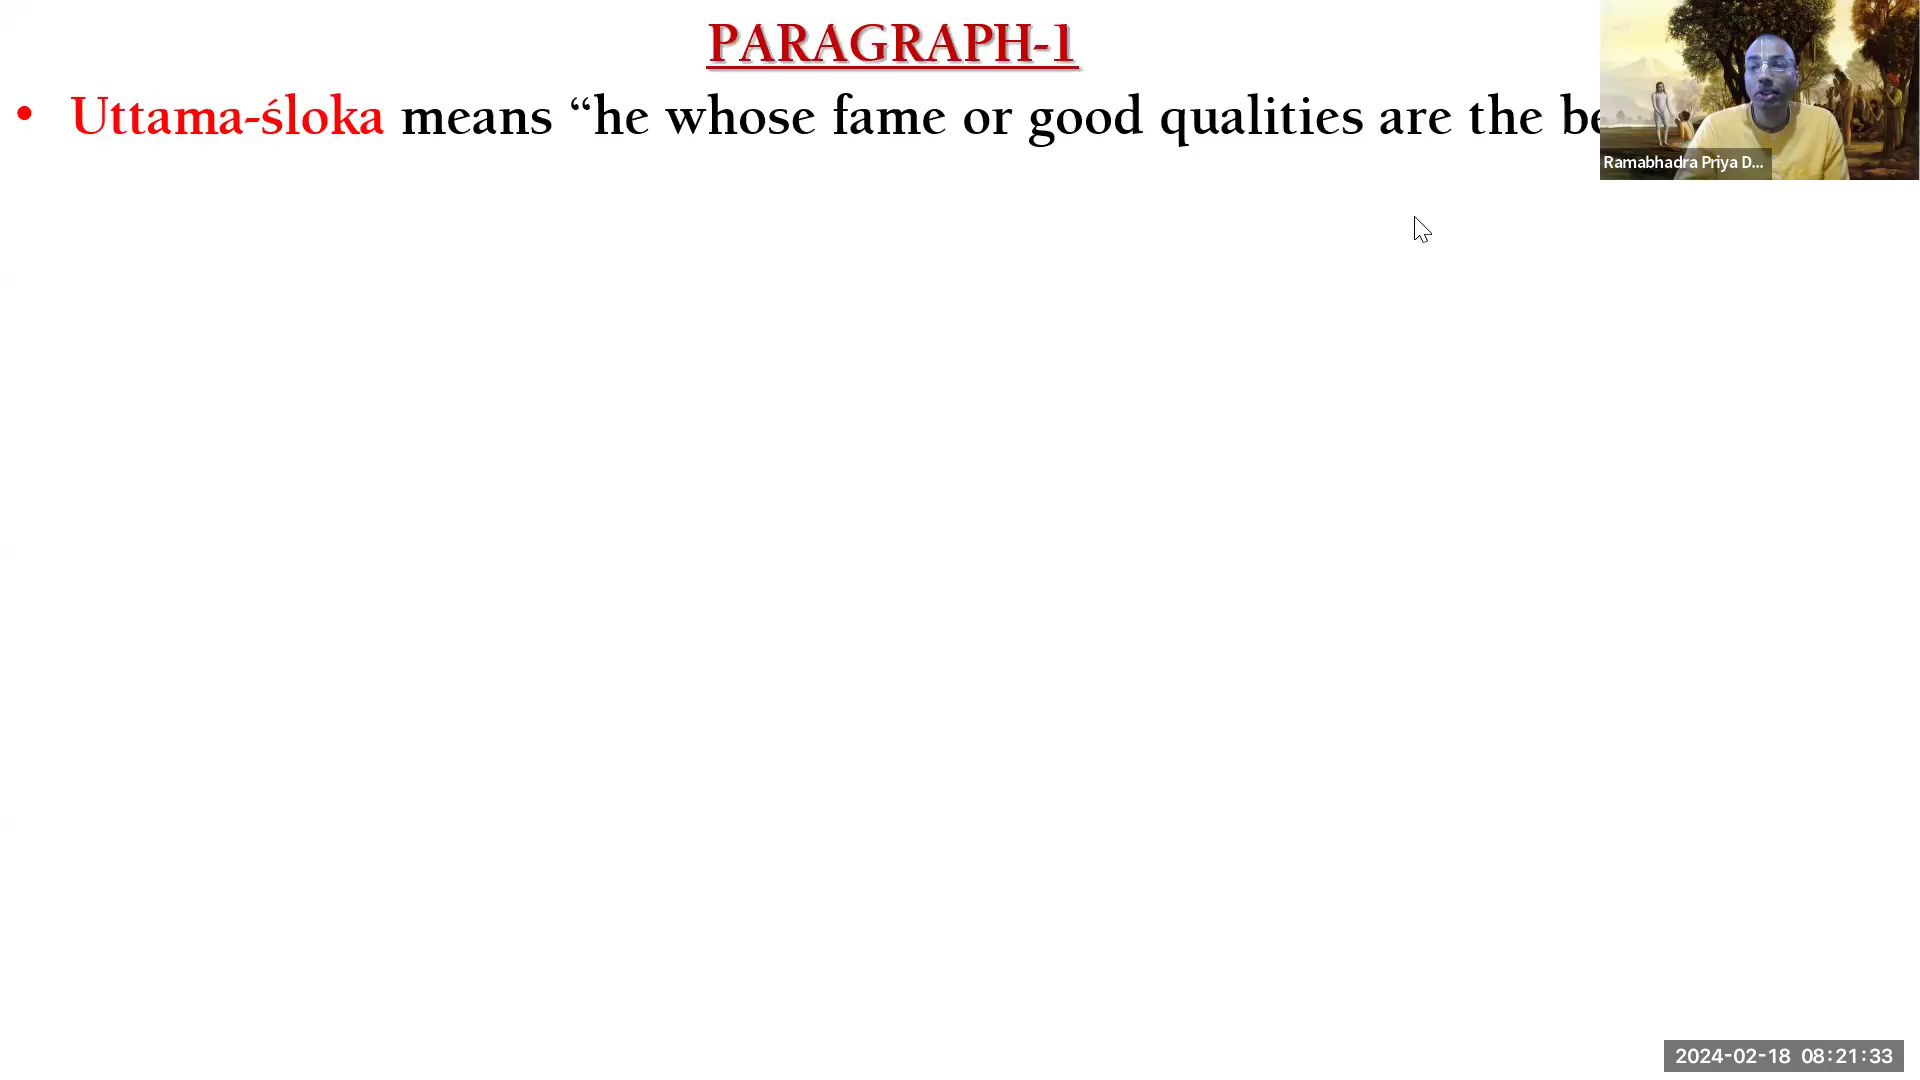 PARAGRAPH-1
• Uttama-śloka means “he whose fame or good qualities are the
Ramabhadra Priya D...
2024-02-18 08:21:33